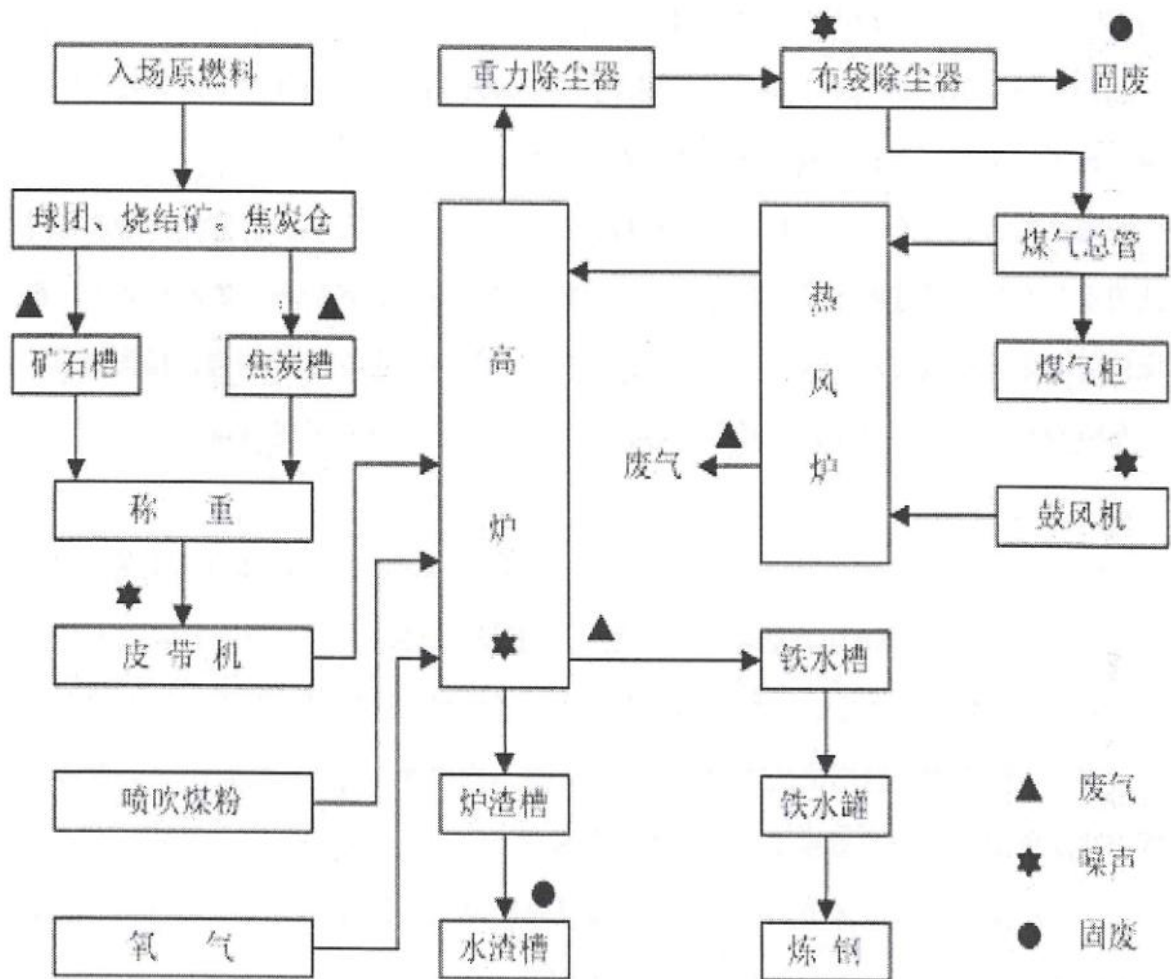 入场原燃料
重力除尘器
布袋除尘器
固废
球团、烧结矿。焦炭仓
煤气总管
矿石槽
焦炭槽
高炉
热风炉
煤气柜
废气
称 重
鼓风机
皮 带 机
铁水槽
喷吹煤粉
炉渣槽
铁水罐
废气
噪声
氧 气
水渣槽
炼 钢
固废